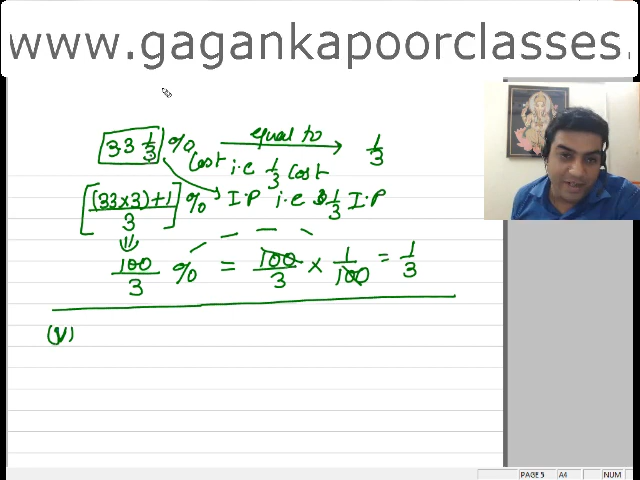 www.gagankapoorclasses.
33 1/3 % equal to → 1/3
Cost i.e 1/3 Cost
[(33 x 3) + 1 / 3] % I.P i.e 1/3 I.P
100/3 % = 100/3 x 1/100 = 1/3
(V)
PAGE 5 A4 NUM